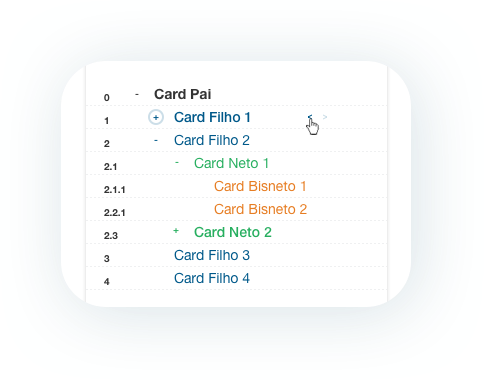 0 - Card Pai
1 + Card Filho 1 < >
2 - Card Filho 2
2.1 - Card Neto 1
2.1.1 Card Bisneto 1
2.2.1 Card Bisneto 2
2.3 + Card Neto 2
3 Card Filho 3
4 Card Filho 4